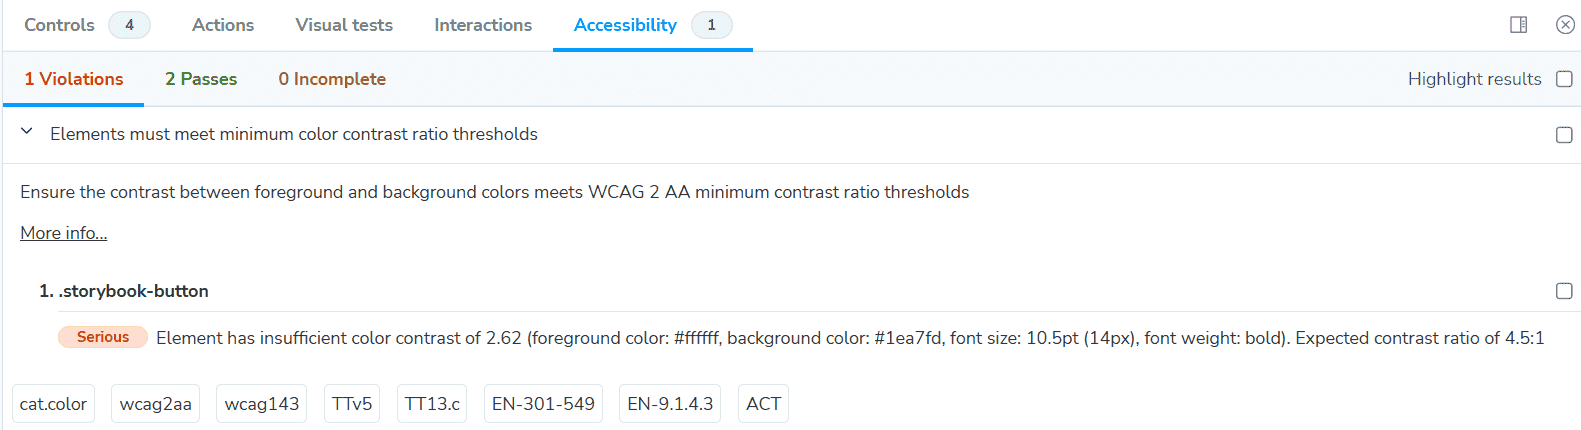 Controls 4 Actions Visual tests Interactions Accessibility 1
1 Violations 2 Passes 0 Incomplete Highlight results
Elements must meet minimum color contrast ratio thresholds
Ensure the contrast between foreground and background colors meets WCAG 2 AA minimum contrast ratio thresholds
More info...
1. .storybook-button
Serious Element has insufficient color contrast of 2.62 (foreground color: #ffffff, background color: #1ea7fd, font size: 10.5pt (14px), font weight: bold). Expected contrast ratio of 4.5:1
cat.color wcag2aa wcag143 TTv5 TT13.c EN-301-549 EN-9.1.4.3 ACT